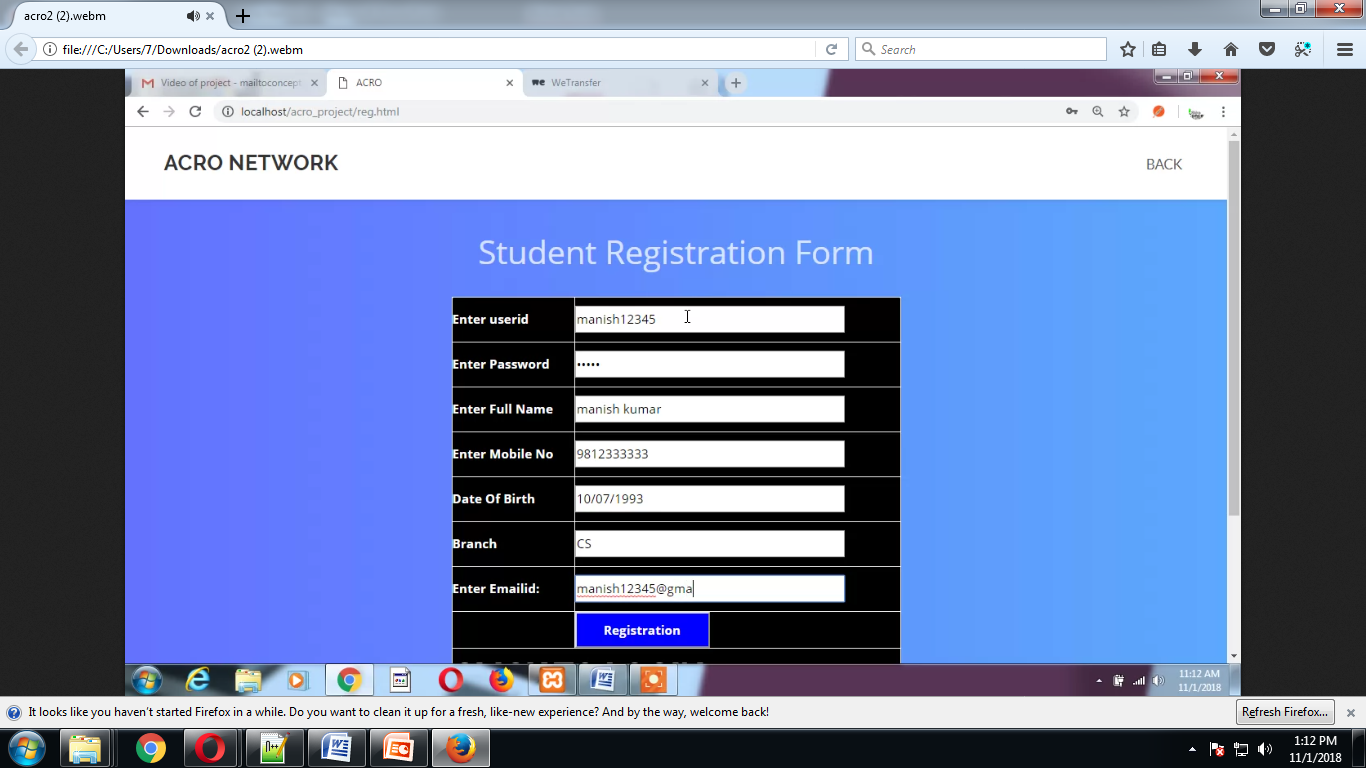 acro2 (2).webm
file:///C:/Users/7/Downloads/acro2 (2).webm
Search
Video of project - mailtoconcept
ACRO
WeTransfer
localhost/acro_project/reg.html
ACRO NETWORK
BACK
Student Registration Form
Enter userid manish12345
Enter Password •••••
Enter Full Name manish kumar
Enter Mobile No 9812333333
Date Of Birth 10/07/1993
Branch CS
Enter Emailid: manish12345@gma
Registration
11:12 AM
11/1/2018
It looks like you haven't started Firefox in a while. Do you want to clean it up for a fresh, like-new experience? And by the way, welcome back!
Refresh Firefox...
1:12 PM
11/1/2018